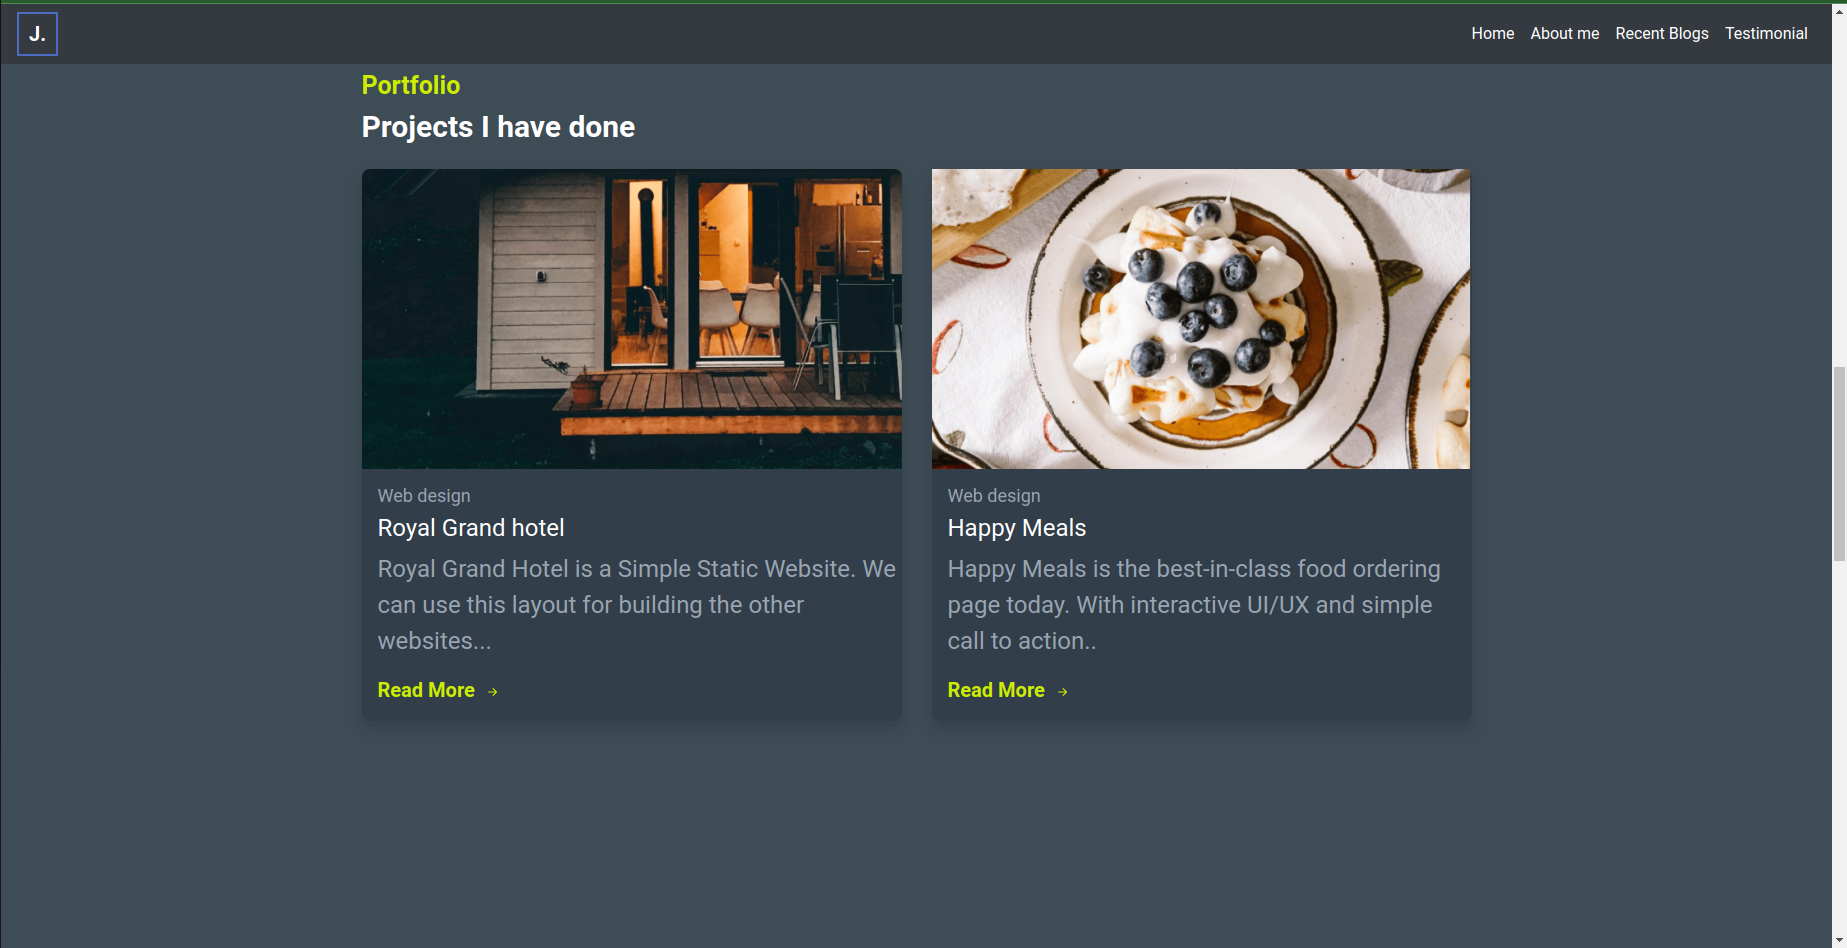 J.
Home About me Recent Blogs Testimonial
Portfolio
Projects I have done
Web design
Royal Grand hotel
Royal Grand Hotel is a Simple Static Website. We
can use this layout for building the other
websites...
Read More →
Web design
Happy Meals
Happy Meals is the best-in-class food ordering
page today. With interactive UI/UX and simple
call to action..
Read More →